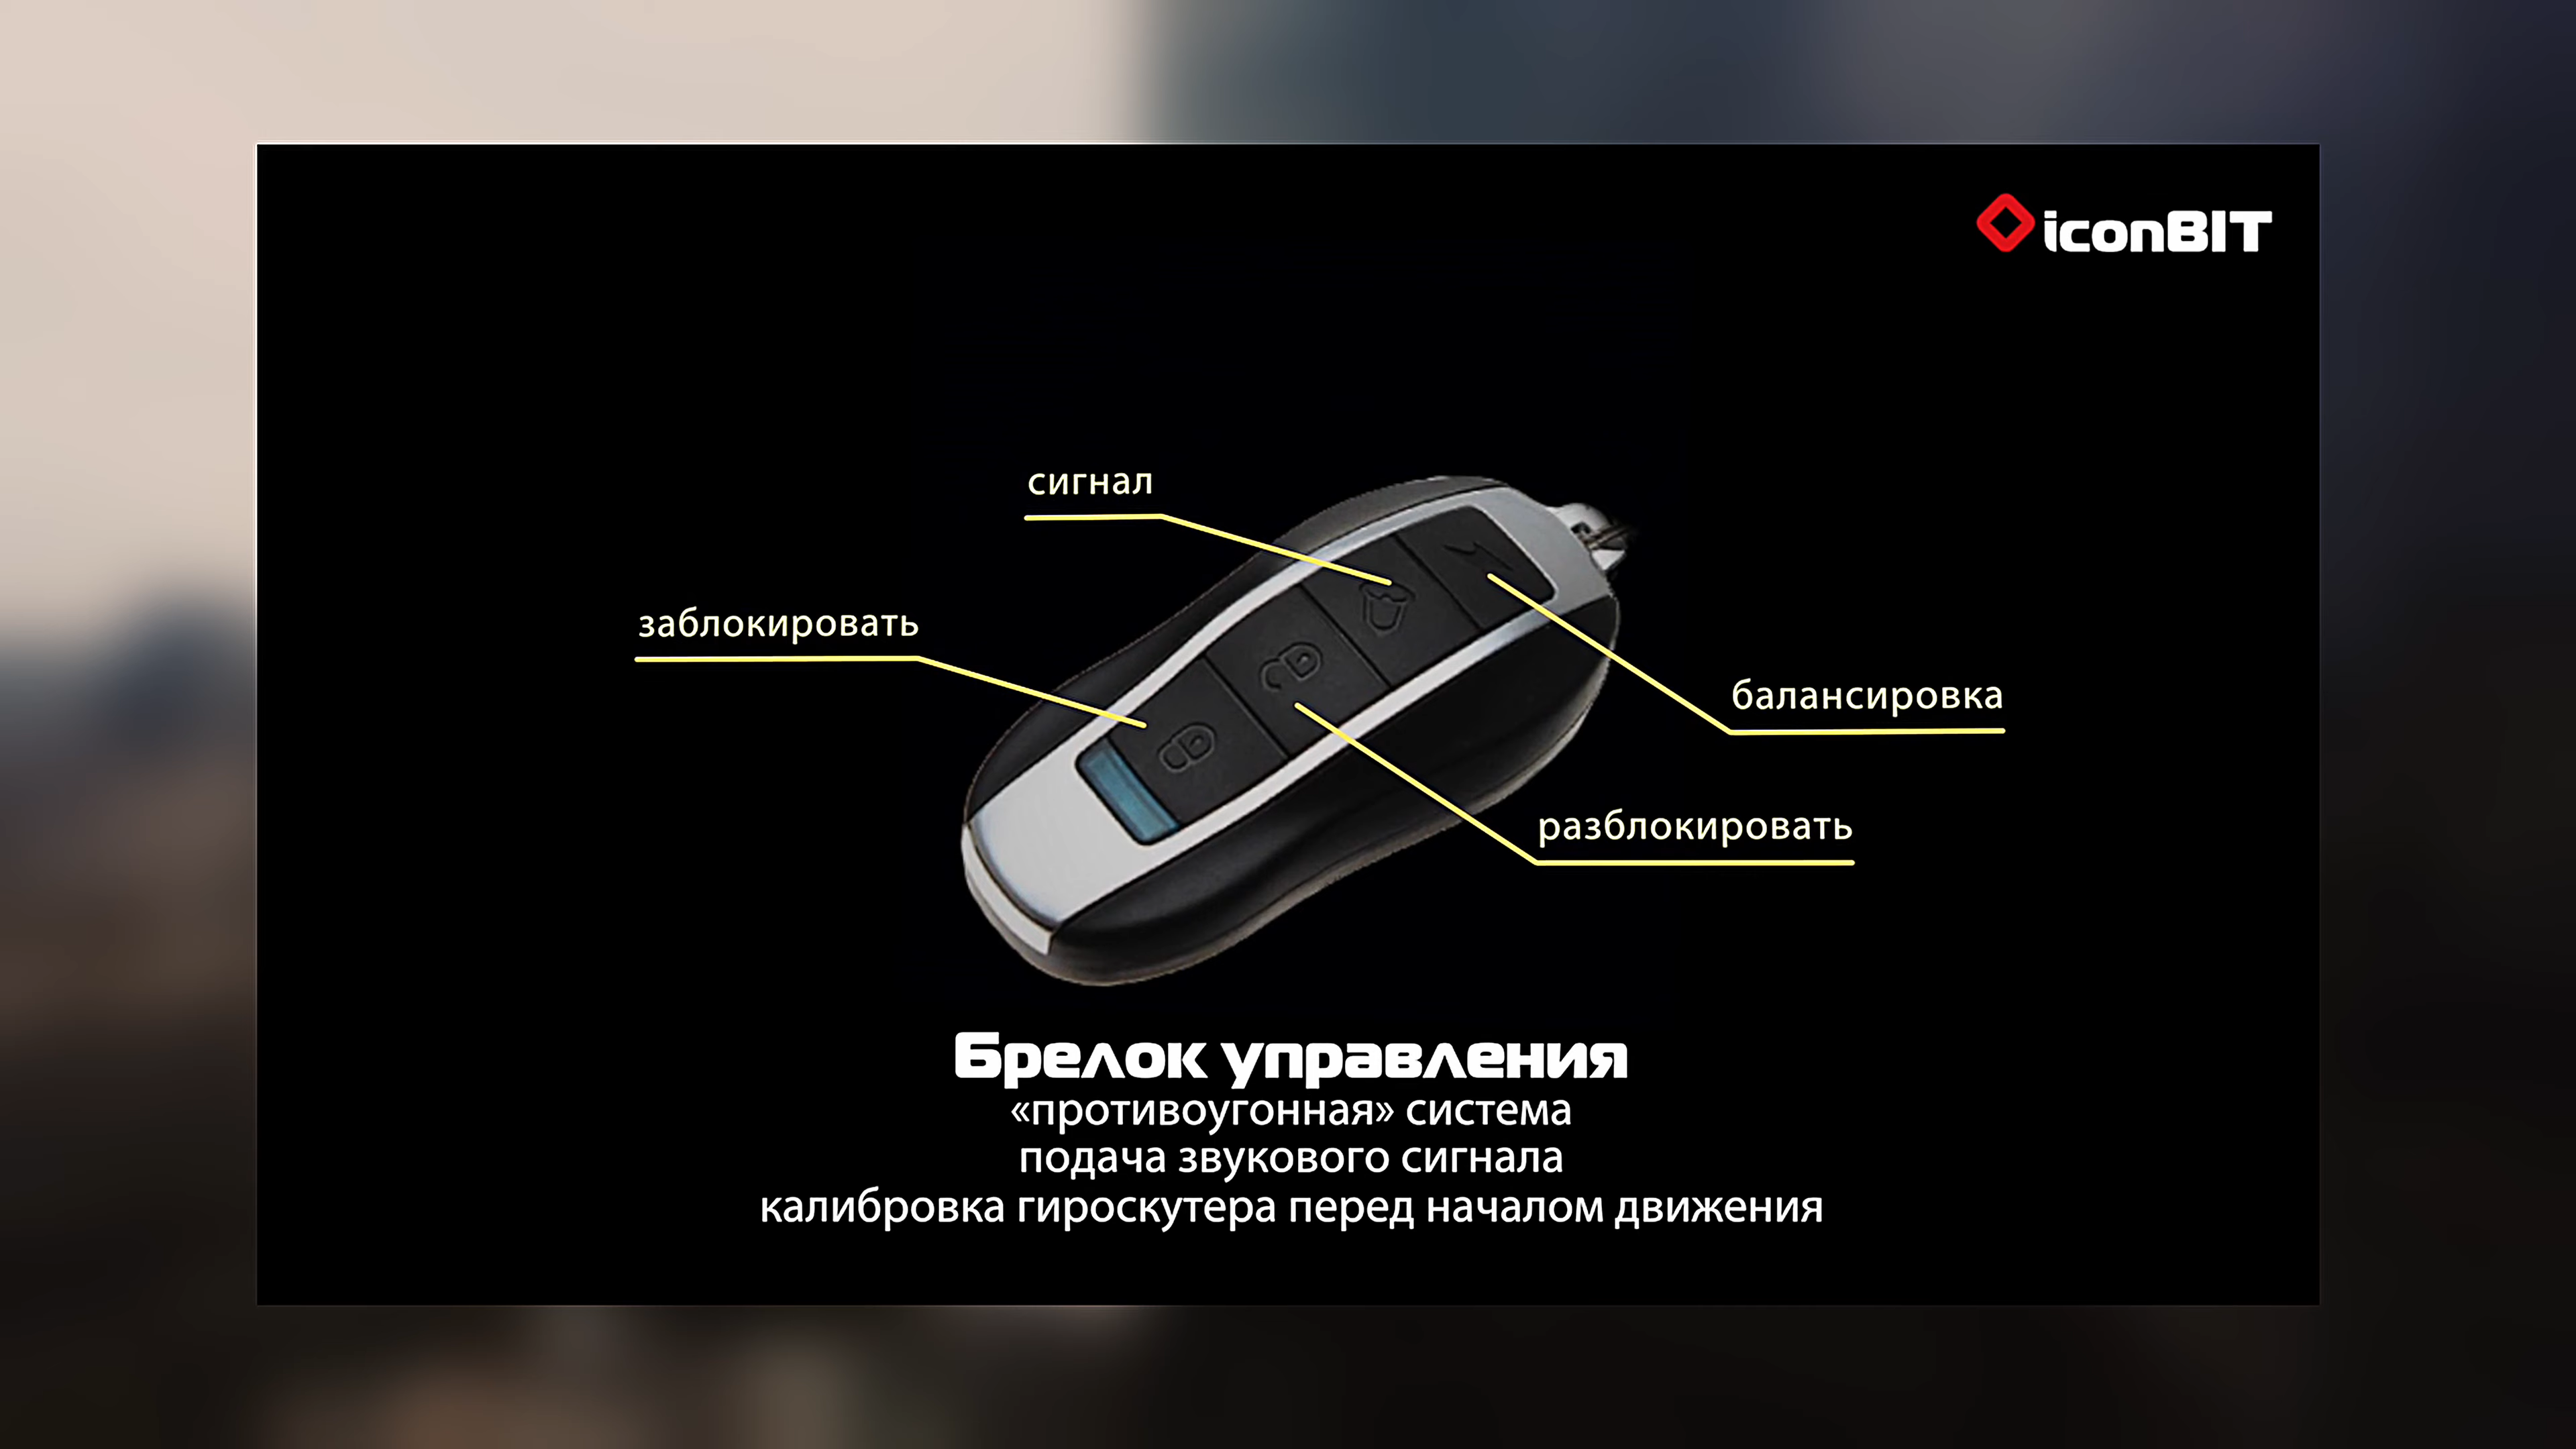 iconBIT
сигнал
заблокировать
балансировка
разблокировать
Брелок управления
«противоугонная» система
подача звукового сигнала
калибровка гироскутера перед началом движения